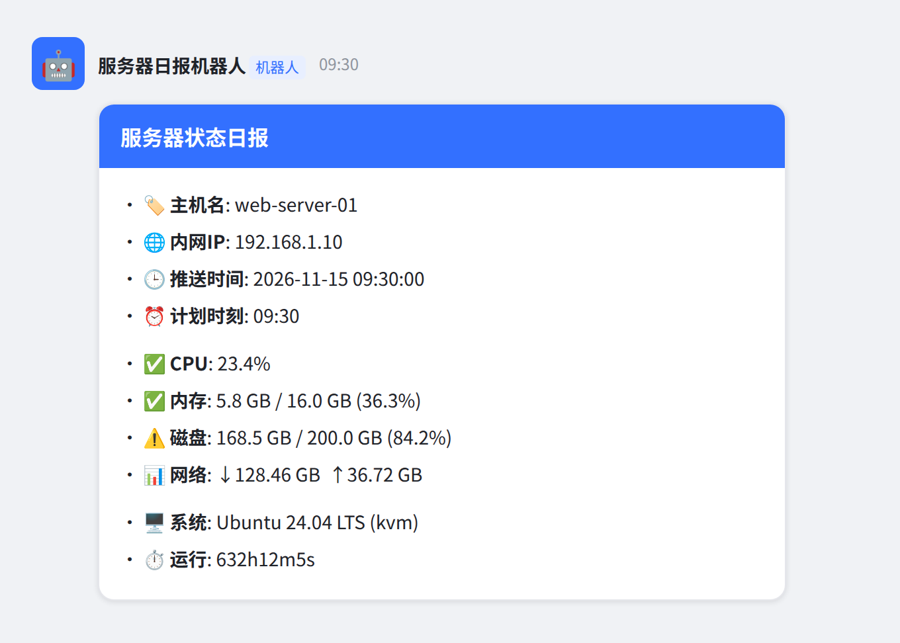 服务器日报机器人 机器人 09:30
服务器状态日报
• 🏷️ 主机名: web-server-01
• 🌐 内网IP: 192.168.1.10
• 🕒 推送时间: 2026-11-15 09:30:00
• ⏰ 计划时刻: 09:30
• ✅ CPU: 23.4%
• ✅ 内存: 5.8 GB / 16.0 GB (36.3%)
• ⚠️ 磁盘: 168.5 GB / 200.0 GB (84.2%)
• 📊 网络: ↓128.46 GB ↑36.72 GB
• 🖥️ 系统: Ubuntu 24.04 LTS (kvm)
• ⏱️ 运行: 632h12m5s